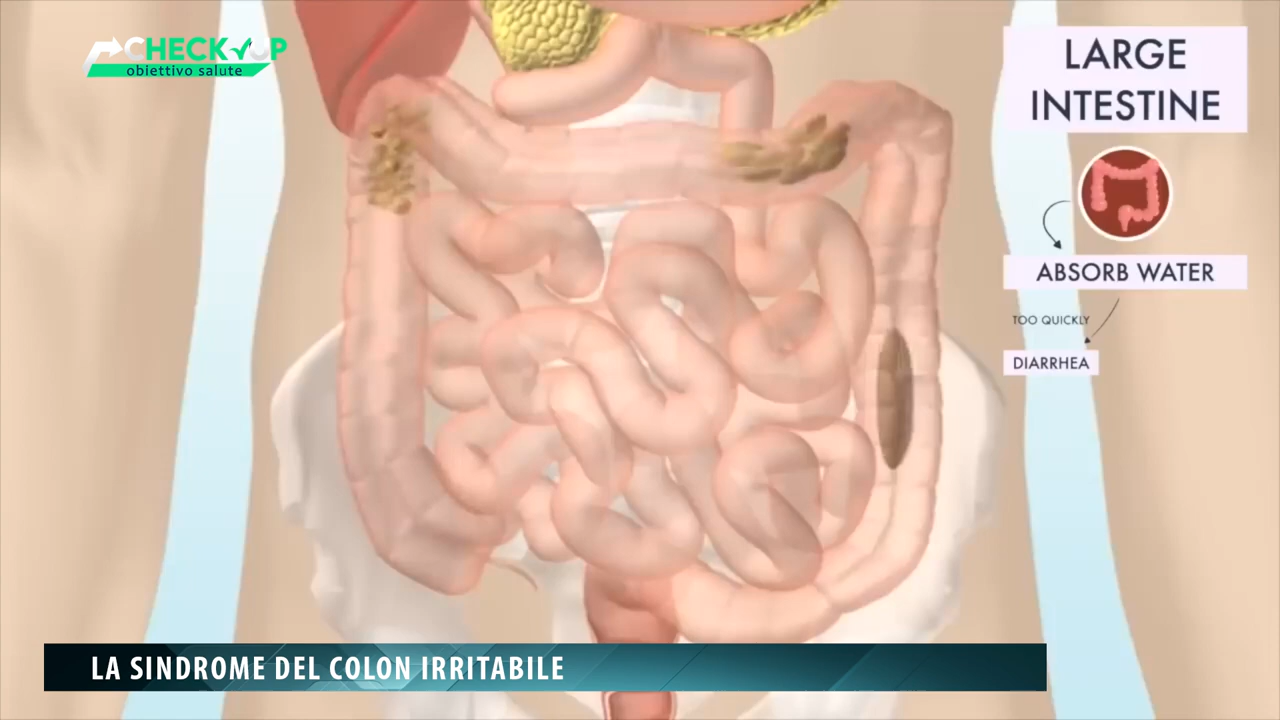 CHECK UP
obiettivo salute
LARGE
INTESTINE
ABSORB WATER
TOO QUICKLY
DIARRHEA
LA SINDROME DEL COLON IRRITABILE